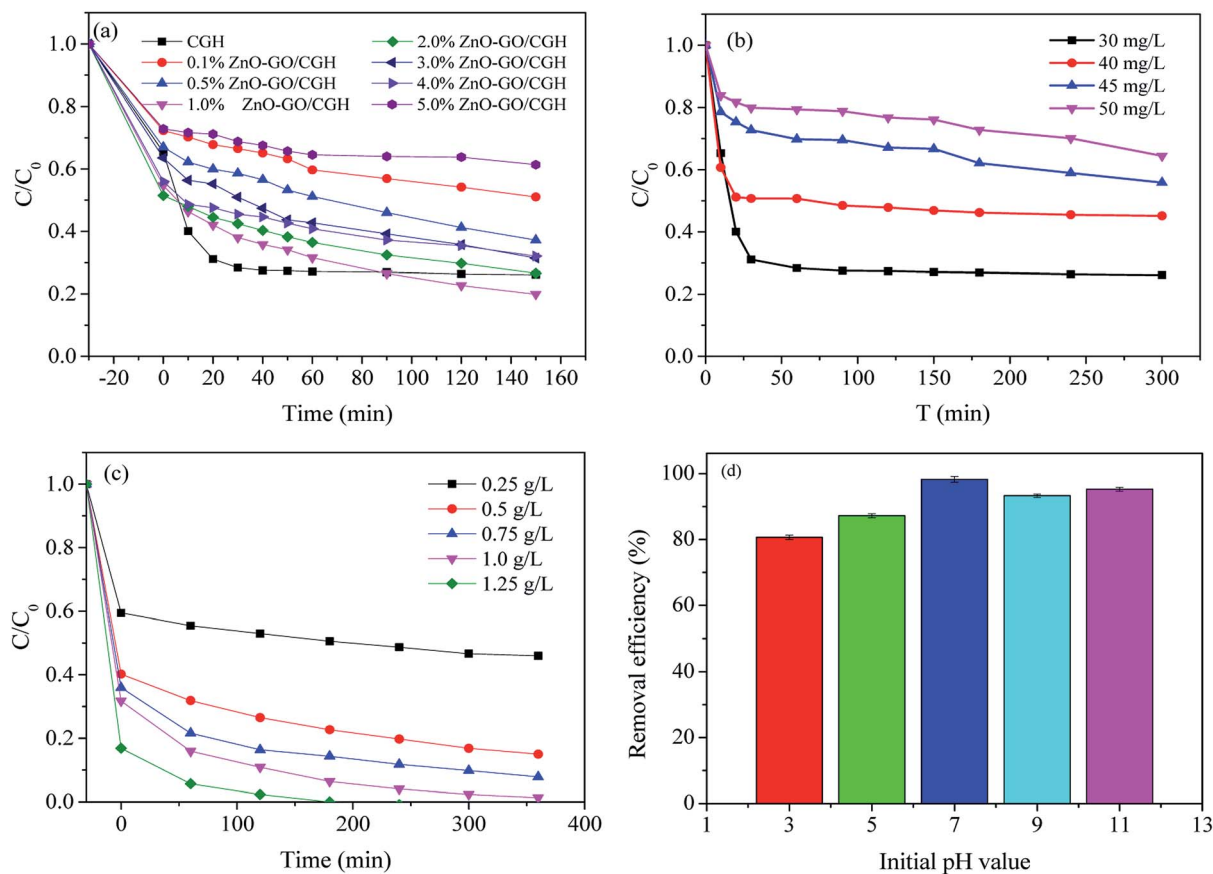 (a)
CGH
0.1% ZnO-GO/CGH
0.5% ZnO-GO/CGH
1.0% ZnO-GO/CGH
2.0% ZnO-GO/CGH
3.0% ZnO-GO/CGH
4.0% ZnO-GO/CGH
5.0% ZnO-GO/CGH
C/C0
1.0
0.8
0.6
0.4
0.2
0.0
-20 0 20 40 60 80 100 120 140 160
Time (min)
(b)
30 mg/L
40 mg/L
45 mg/L
50 mg/L
C/C0
1.0
0.8
0.6
0.4
0.2
0.0
0 50 100 150 200 250 300
T (min)
(c)
0.25 g/L
0.5 g/L
0.75 g/L
1.0 g/L
1.25 g/L
C/C0
1.0
0.8
0.6
0.4
0.2
0.0
0 100 200 300 400
Time (min)
(d)
Removal efficiency (%)
100
80
60
40
20
0
1 3 5 7 9 11 13
Initial pH value